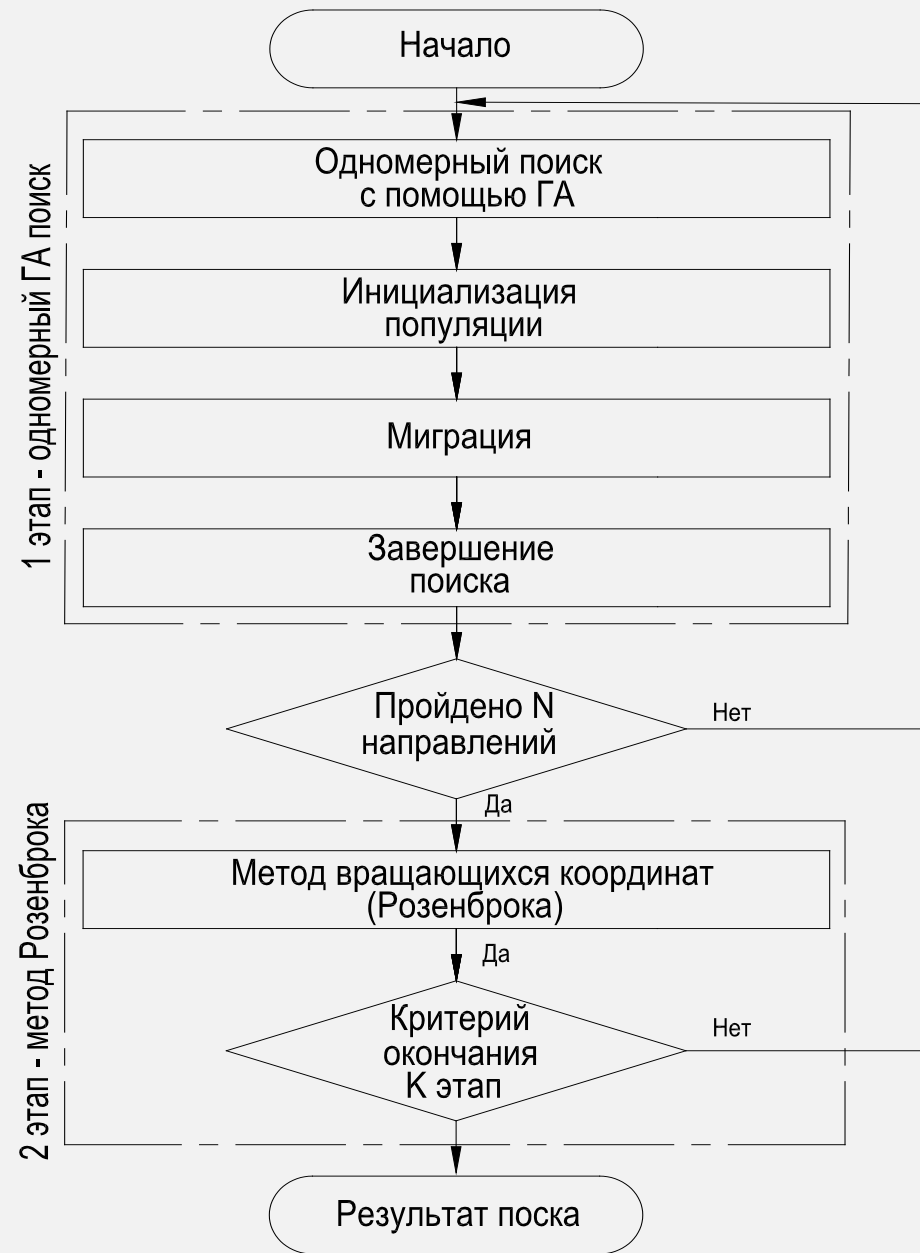 Начало
1 этап - одномерный ГА поиск
Одномерный поиск
с помощью ГА
Инициализация
популяции
Миграция
Завершение
поиска
Пройдено N
направлений
Нет
Да
2 этап - метод Розенброка
Метод вращающихся координат
(Розенброка)
Да
Критерий
окончания
K этап
Нет
Результат поска